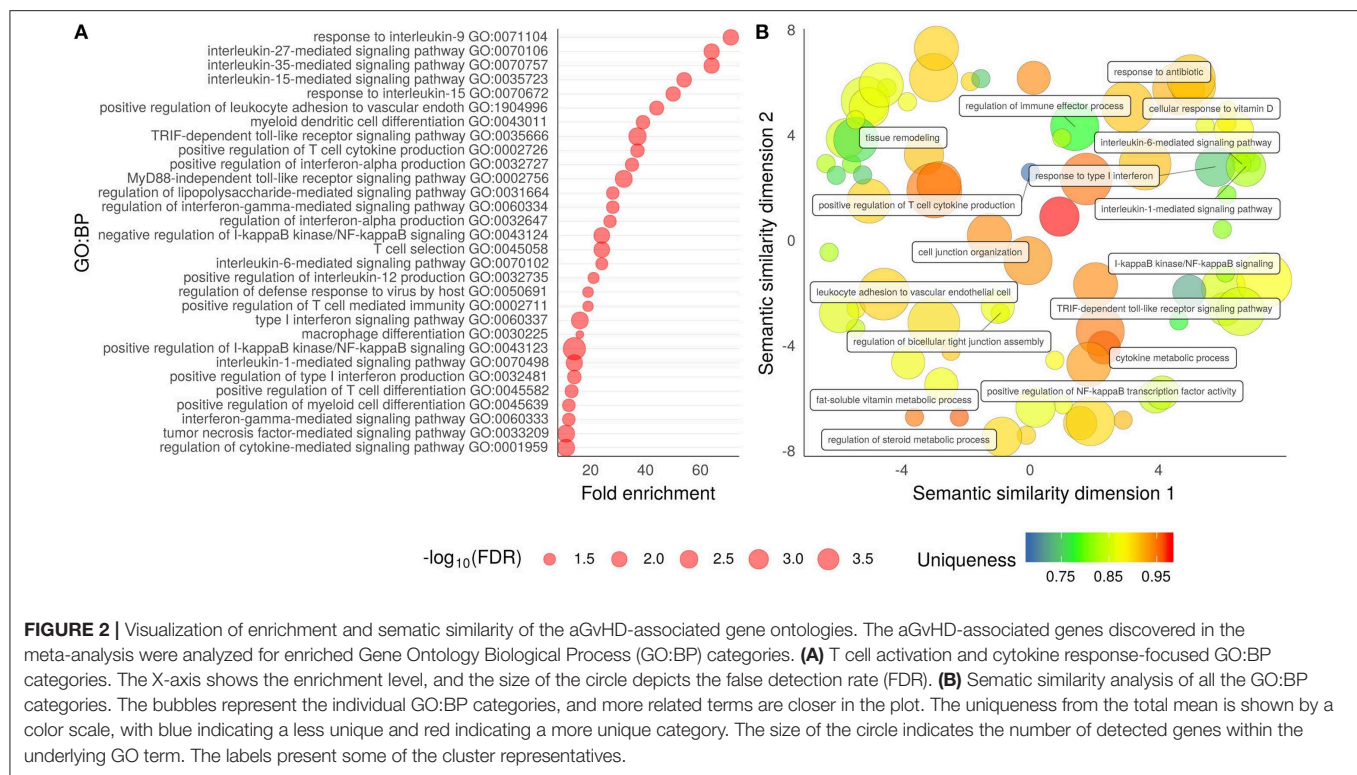 A
response to interleukin-9 GO:0071104
interleukin-27-mediated signaling pathway GO:0070106
interleukin-35-mediated signaling pathway GO:0070757
interleukin-15-mediated signaling pathway GO:0035723
response to interleukin-15 GO:0070672
positive regulation of leukocyte adhesion to vascular endoth GO:1904996
myeloid dendritic cell differentiation GO:0043011
TRIF-dependent toll-like receptor signaling pathway GO:0035666
positive regulation of T cell cytokine production GO:0002726
positive regulation of interferon-alpha production GO:0032727
MyD88-independent toll-like receptor signaling pathway GO:0002756
regulation of lipopolysaccharide-mediated signaling GO:0031664
regulation of interferon-gamma-mediated signaling GO:0060334
regulation of interferon-alpha production GO:0032647
negative regulation of I-kappaB kinase/NF-kappaB signaling GO:0043124
T cell selection GO:0045058
interleukin-6-mediated signaling pathway GO:0070102
positive regulation of interleukin-12 production GO:0032735
regulation of defense response to virus by host GO:0050691
positive regulation of T cell mediated immunity GO:0002711
type I interferon signaling pathway GO:0060337
macrophage differentiation GO:0030225
positive regulation of I-kappaB kinase/NF-kappaB signaling GO:0043123
interleukin-1-mediated signaling pathway GO:0070498
positive regulation of type I interferon production GO:0032481
positive regulation of T cell differentiation GO:0045582
positive regulation of myeloid cell differentiation GO:0045639
interferon-gamma-mediated signaling pathway GO:0060333
tumor necrosis factor-mediated signaling pathway GO:0033209
regulation of cytokine-mediated signaling pathway GO:0001959
GO:BP
20 40 60
Fold enrichment
B
8
4
0
-4
-8
Semantic similarity dimension 2
response to antibiotic
regulation of immune effector process
cellular response to vitamin D
tissue remodeling
interleukin-6-mediated signaling pathway
response to type I interferon
positive regulation of T cell cytokine production
interleukin-1-mediated signaling pathway
cell junction organization
I-kappaB kinase/NF-kappaB signaling
leukocyte adhesion to vascular endothelial cell
TRIF-dependent toll-like receptor signaling pathway
regulation of bicellular tight junction assembly
cytokine metabolic process
positive regulation of NF-kappaB transcription factor activity
fat-soluble vitamin metabolic process
regulation of steroid metabolic process
-4 0 4
Semantic similarity dimension 1
-log10(FDR) 1.5 2.0 2.5 3.0 3.5
Uniqueness
0.75 0.85 0.95
FIGURE 2 | Visualization of enrichment and sematic similarity of the aGvHD-associated gene ontologies. The aGvHD-associated genes discovered in the
meta-analysis were analyzed for enriched Gene Ontology Biological Process (GO:BP) categories. (A) T cell activation and cytokine response-focused GO:BP
categories. The X-axis shows the enrichment level, and the size of the circle depicts the false detection rate (FDR). (B) Sematic similarity analysis of all the GO:BP
categories. The bubbles represent the individual GO:BP categories, and more related terms are closer in the plot. The uniqueness from the total mean is shown by a
color scale, with blue indicating a less unique and red indicating a more unique category. The size of the circle indicates the number of detected genes within the
underlying GO term. The labels present some of the cluster representatives.